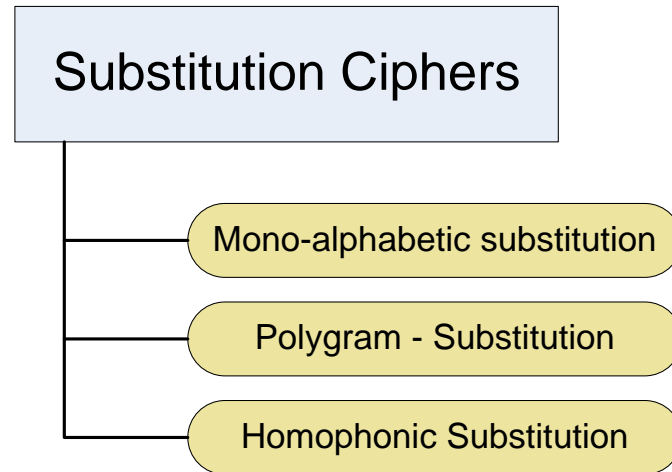 Substitution Ciphers
Mono-alphabetic substitution
Polygram - Substitution
Homophonic Substitution